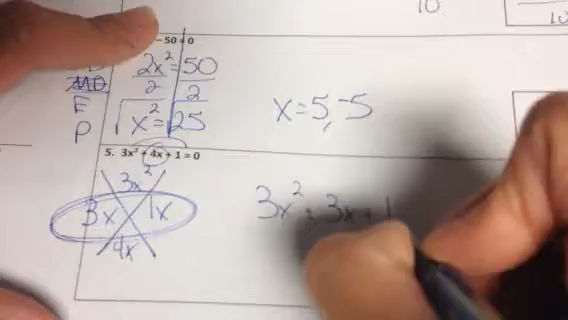 10
10
-50=0
2x²=50
2 2
x²=25
x=5,-5
E
P
5. 3x²+4x+1=0
3x²
3x 1x
4x
3x²+3x+1